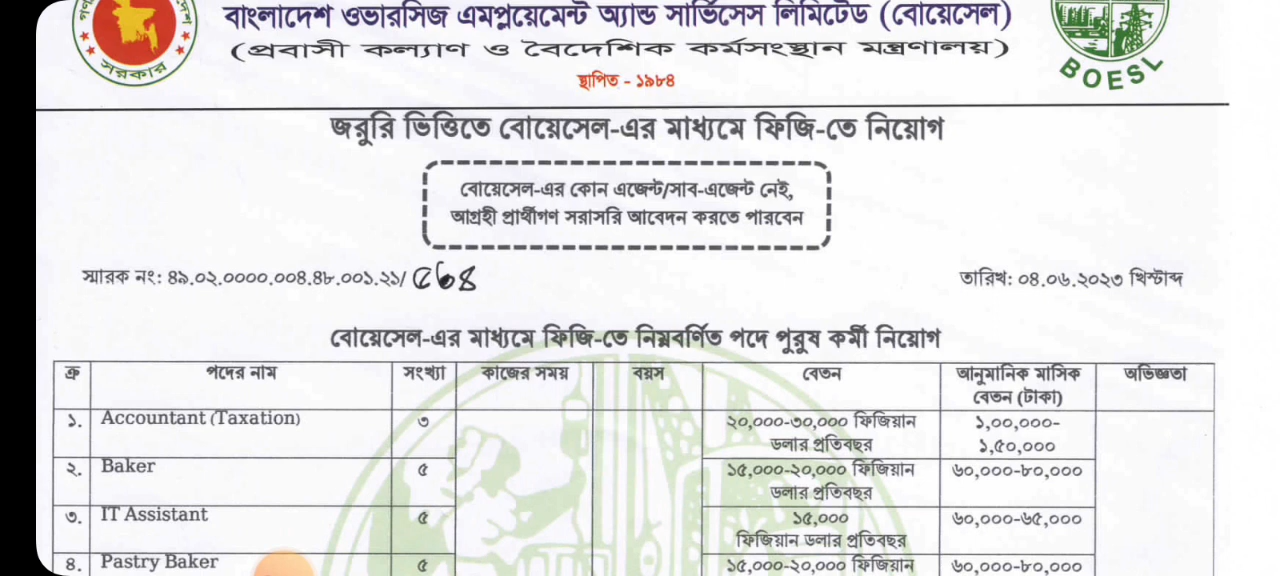 বাংলাদেশ ওভারসিজ এমপ্লয়েমেন্ট অ্যান্ড সার্ভিসেস লিমিটেড (বোয়েসেল)
(প্রবাসী কল্যাণ ও বৈদেশিক কর্মসংস্থান মন্ত্রণালয়)
স্থাপিত - ১৯৮৪
সরকার
BOESL
জরুরি ভিত্তিতে বোয়েসেল-এর মাধ্যমে ফিজি-তে নিয়োগ
বোয়েসেল-এর কোন এজেন্ট/সাব-এজেন্ট নেই,
আগ্রহী প্রার্থীগণ সরাসরি আবেদন করতে পারবেন
স্মারক নং: ৪৯.০২.০০০০.০০৪.৪৮.০০১.২১/ ৫৬৪
তারিখ: ০৪.০৬.২০২৩ খিস্টাব্দ
বোয়েসেল-এর মাধ্যমে ফিজি-তে নিম্নবর্ণিত পদে পুরুষ কর্মী নিয়োগ
ক্র পদের নাম সংখ্যা কাজের সময় বয়স বেতন আনুমানিক মাসিক অভিজ্ঞতা
বেতন (টাকা)
১. Accountant (Taxation) ৩ ২০,০০০-৩০,০০০ ফিজিয়ান ১,০০,০০০-
ডলার প্রতিবছর ১,৫০,০০০
২. Baker ৫ ১৫,০০০-২০,০০০ ফিজিয়ান ৬০,০০০-৮০,০০০
ডলার প্রতিবছর
৩. IT Assistant ৫ ১৫,০০০ ৬০,০০০-৬৫,০০০
ফিজিয়ান ডলার প্রতিবছর
৪. Pastry Baker ৫ ১৫,০০০-২০,০০০ ফিজিয়ান ৬০,০০০-৮০,০০০